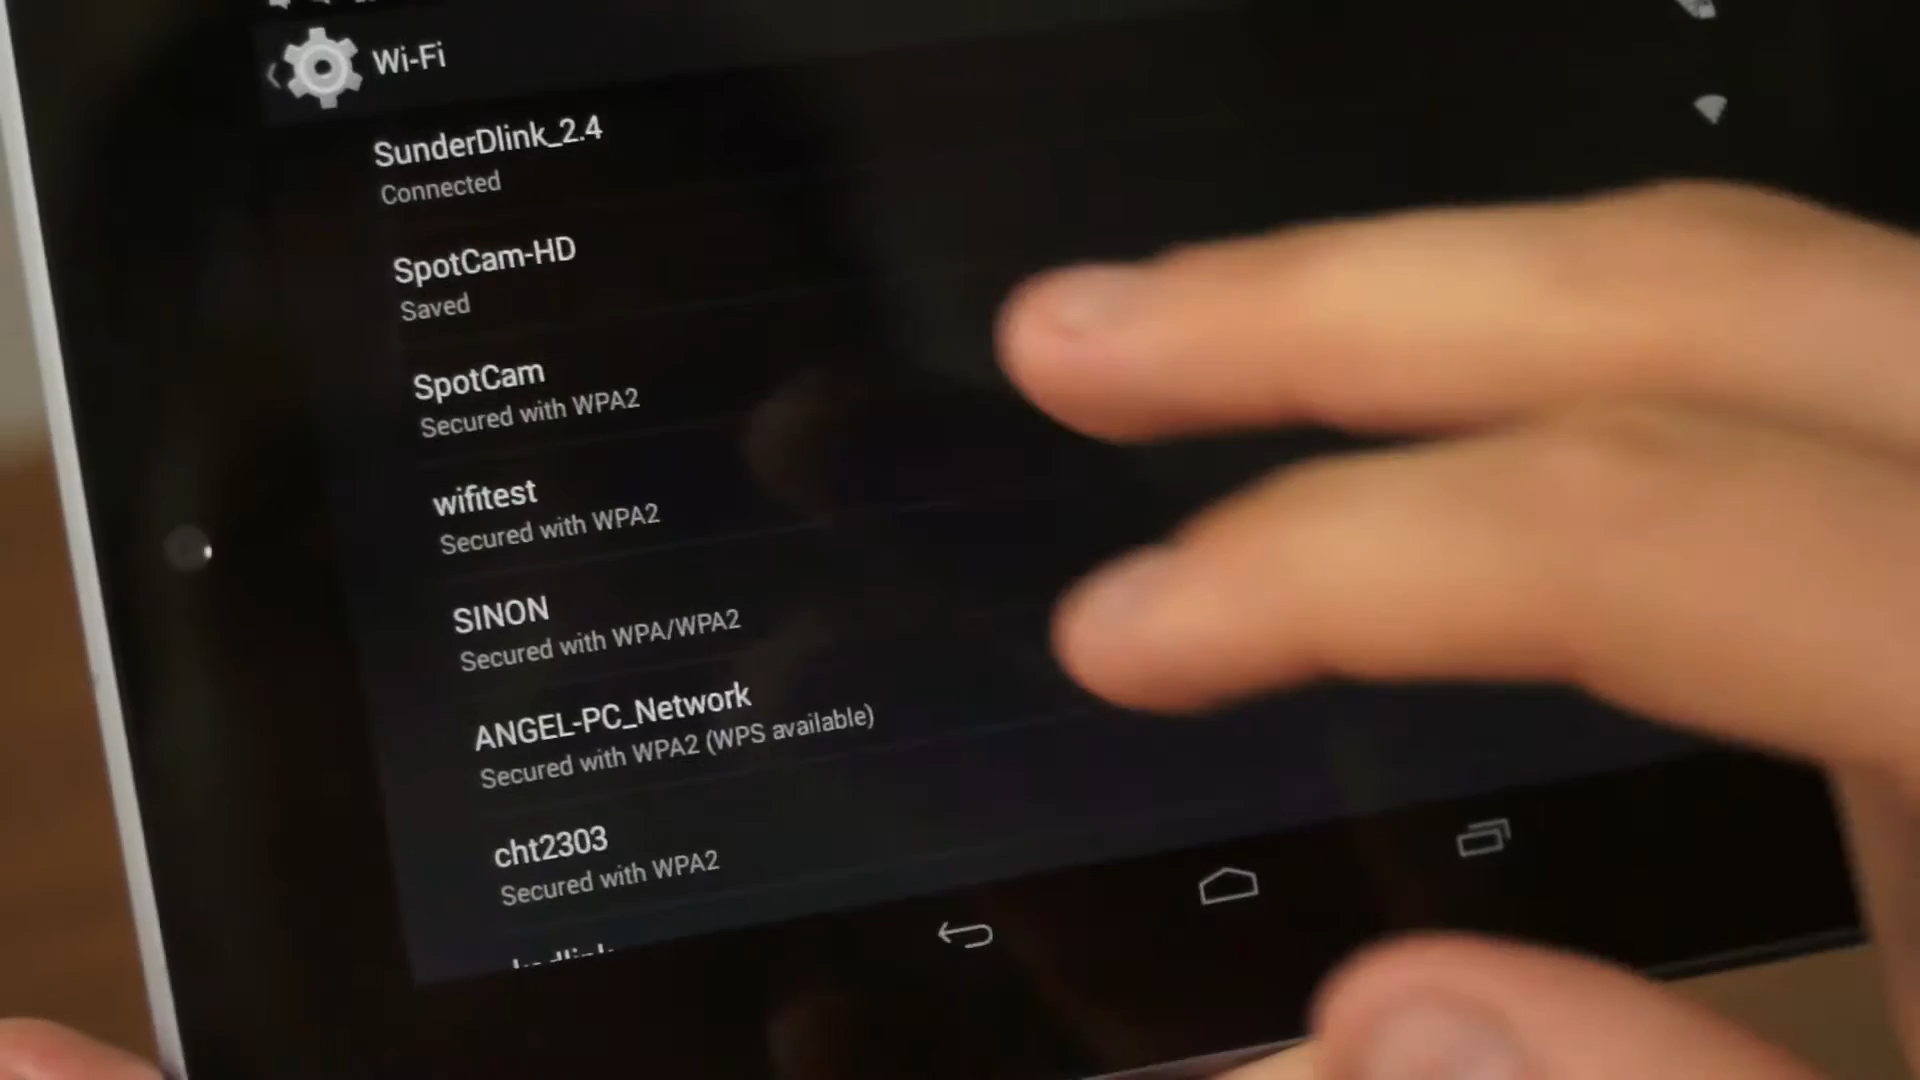 Wi-Fi
SunderDlink_2.4
Connected
SpotCam-HD
Saved
SpotCam
Secured with WPA2
wifitest
Secured with WPA2
SINON
Secured with WPA/WPA2
ANGEL-PC_Network
Secured with WPA2 (WPS available)
cht2303
Secured with WPA2